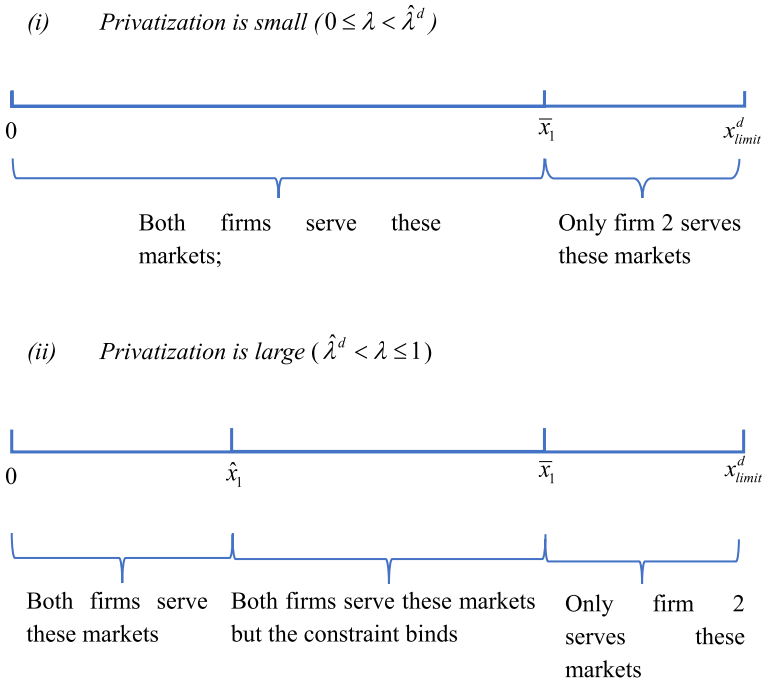 (i) Privatization is small (0 ≤ λ < λ̂ᵈ)
0 x̄₁ xᵈₗᵢₘᵢₜ
Both firms serve these
markets;
Only firm 2 serves
these markets
(ii) Privatization is large (λ̂ᵈ < λ ≤ 1)
0 x̂₁ x̄₁ xᵈₗᵢₘᵢₜ
Both firms serve
these markets
Both firms serve these markets
but the constraint binds
Only firm 2
serves these
markets